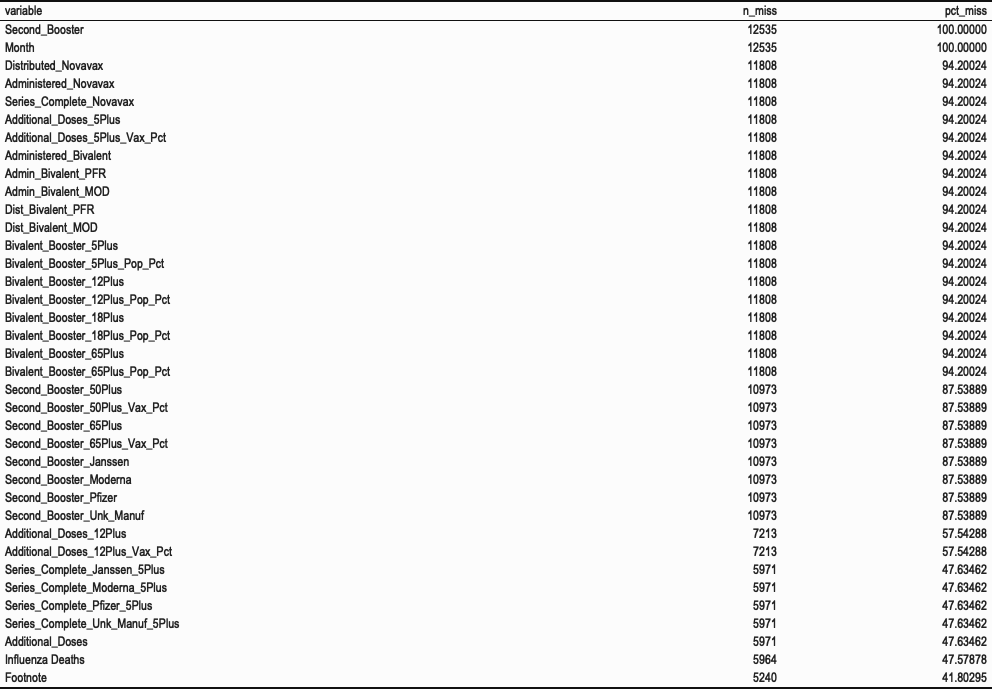 variable n_miss pct_miss
Second_Booster 12535 100.00000
Month 12535 100.00000
Distributed_Novavax 11808 94.20024
Administered_Novavax 11808 94.20024
Series_Complete_Novavax 11808 94.20024
Additional_Doses_5Plus 11808 94.20024
Additional_Doses_5Plus_Vax_Pct 11808 94.20024
Administered_Bivalent 11808 94.20024
Admin_Bivalent_PFR 11808 94.20024
Admin_Bivalent_MOD 11808 94.20024
Dist_Bivalent_PFR 11808 94.20024
Dist_Bivalent_MOD 11808 94.20024
Bivalent_Booster_5Plus 11808 94.20024
Bivalent_Booster_5Plus_Pop_Pct 11808 94.20024
Bivalent_Booster_12Plus 11808 94.20024
Bivalent_Booster_12Plus_Pop_Pct 11808 94.20024
Bivalent_Booster_18Plus 11808 94.20024
Bivalent_Booster_18Plus_Pop_Pct 11808 94.20024
Bivalent_Booster_65Plus 11808 94.20024
Bivalent_Booster_65Plus_Pop_Pct 11808 94.20024
Second_Booster_50Plus 10973 87.53889
Second_Booster_50Plus_Vax_Pct 10973 87.53889
Second_Booster_65Plus 10973 87.53889
Second_Booster_65Plus_Vax_Pct 10973 87.53889
Second_Booster_Janssen 10973 87.53889
Second_Booster_Moderna 10973 87.53889
Second_Booster_Pfizer 10973 87.53889
Second_Booster_Unk_Manuf 10973 87.53889
Additional_Doses_12Plus 7213 57.54288
Additional_Doses_12Plus_Vax_Pct 7213 57.54288
Series_Complete_Janssen_5Plus 5971 47.63462
Series_Complete_Moderna_5Plus 5971 47.63462
Series_Complete_Pfizer_5Plus 5971 47.63462
Series_Complete_Unk_Manuf_5Plus 5971 47.63462
Additional_Doses 5971 47.63462
Influenza Deaths 5964 47.57878
Footnote 5240 41.80295